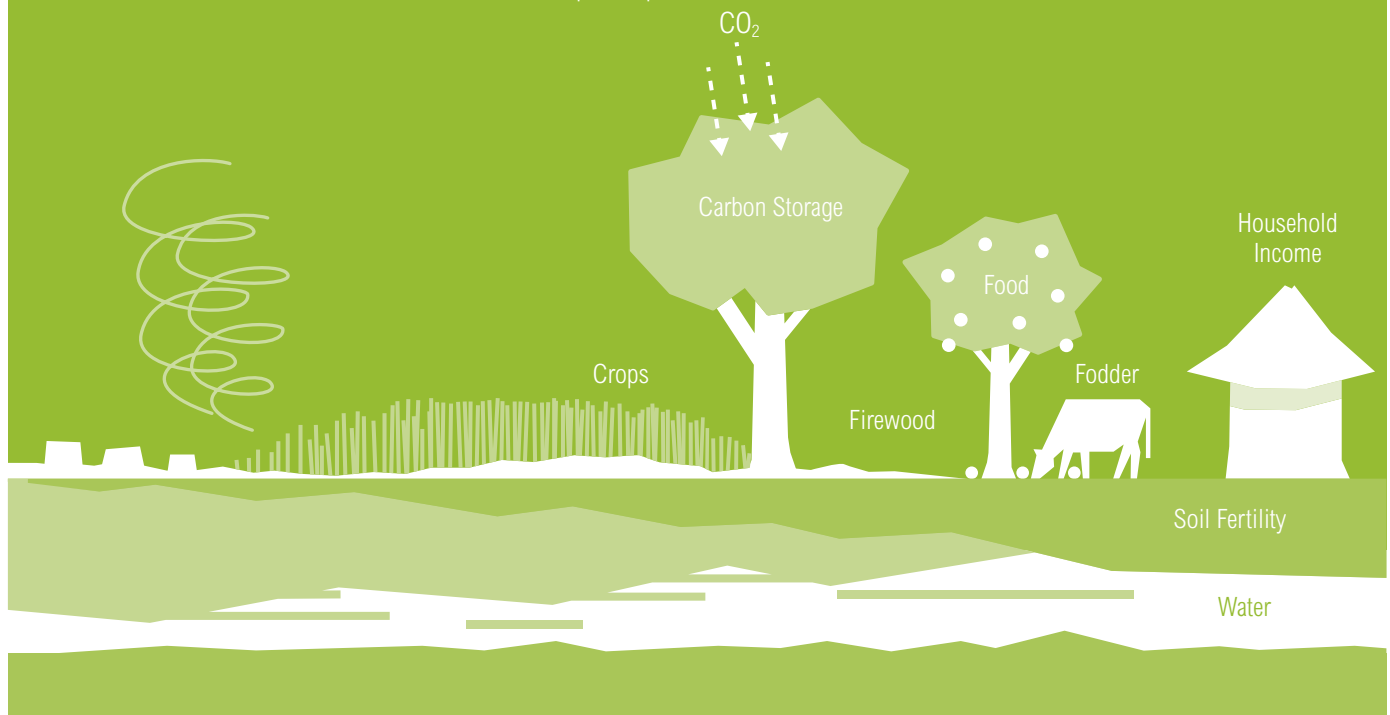 CO₂
Carbon Storage
Household
Income
Food
Crops
Fodder
Firewood
Soil Fertility
Water